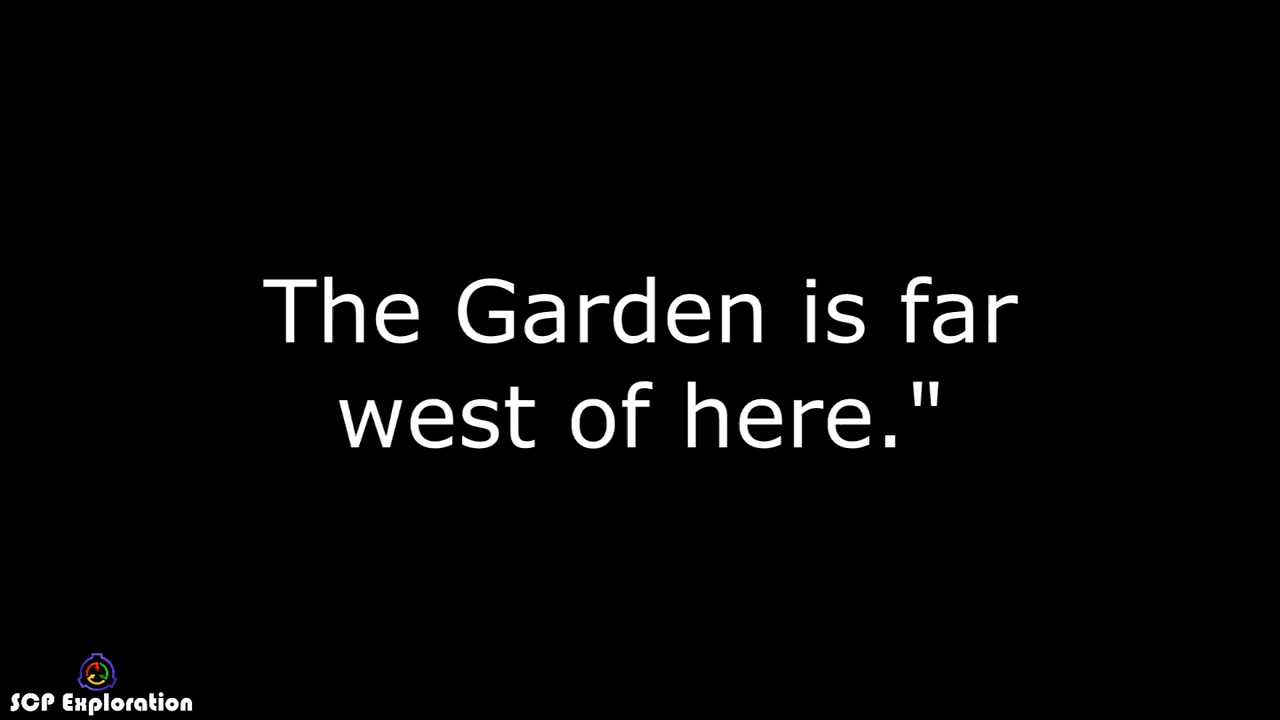 The Garden is far
west of here."
SCP Exploration